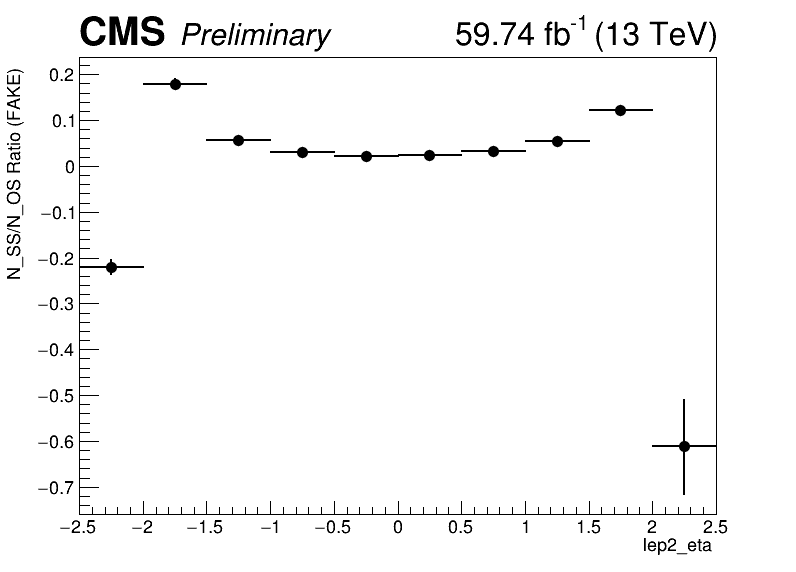 CMS Preliminary 59.74 fb-1 (13 TeV)
N_SS/N_OS Ratio (FAKE)
0.2
0.1
0
−0.1
−0.2
−0.3
−0.4
−0.5
−0.6
−0.7
−2.5 −2 −1.5 −1 −0.5 0 0.5 1 1.5 2 2.5
lep2_eta